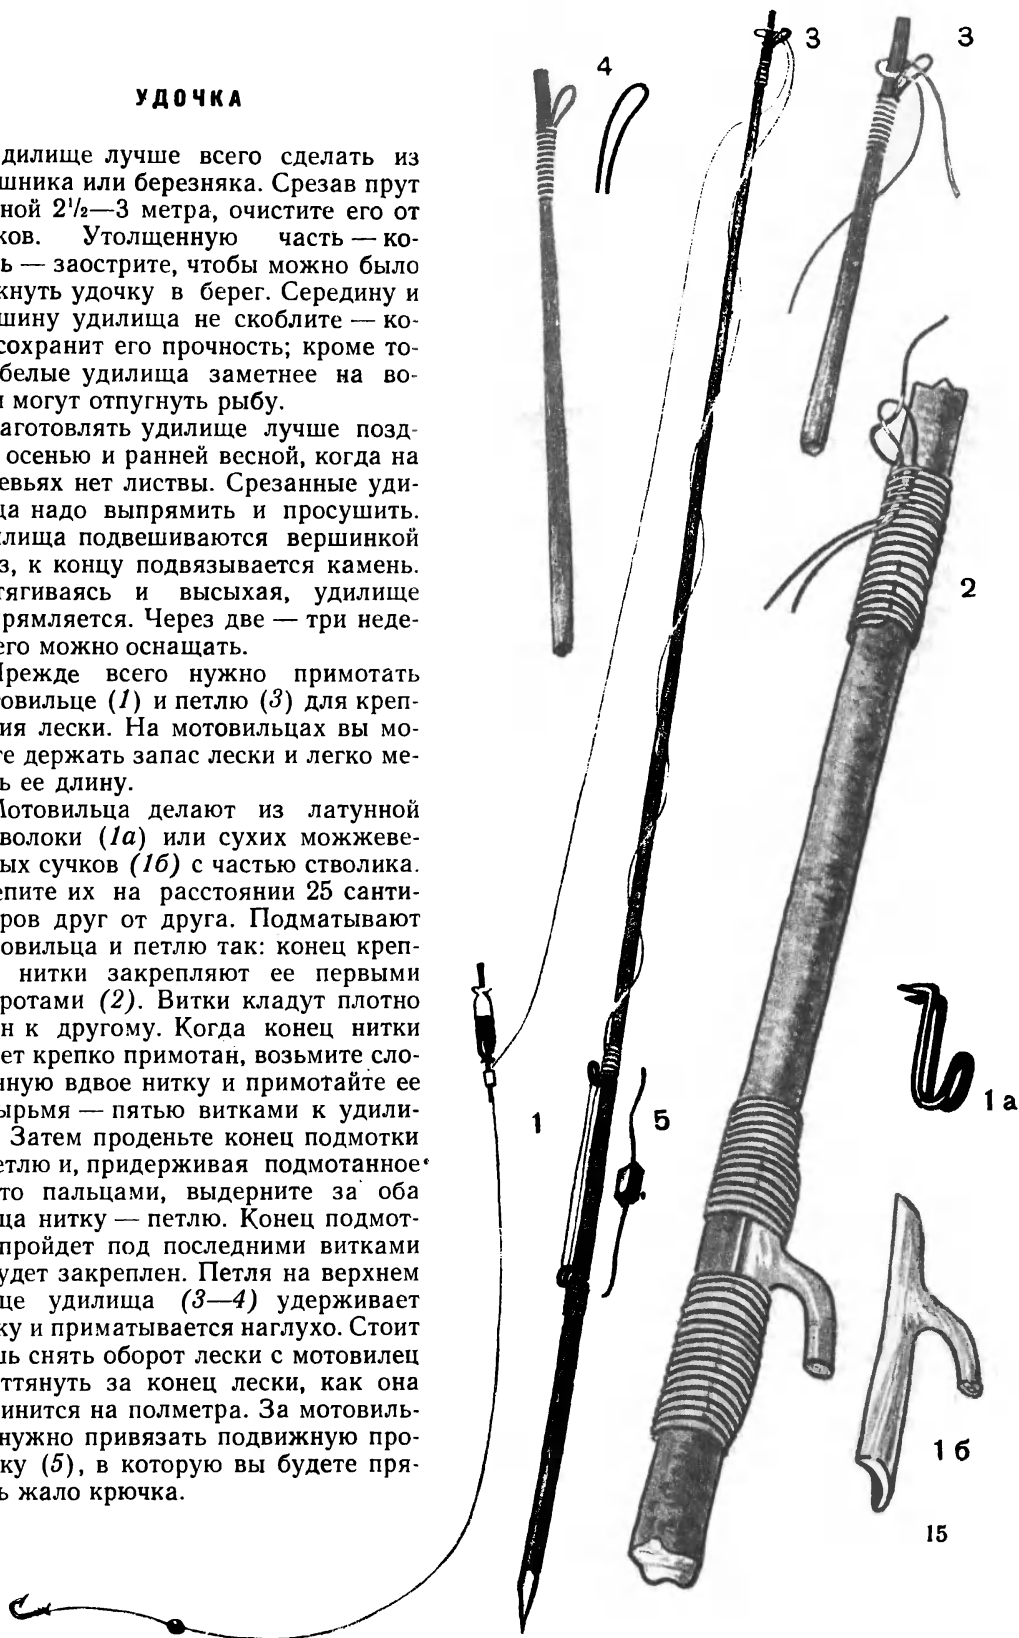 УДОЧКА
дилище лучше всего сделать из
шника или березняка. Срезав прут
ной 2½—3 метра, очистите его от
ков. Утолщенную часть — ко-
ь — заострите, чтобы можно было
кнуть удочку в берег. Середину и
шину удилища не скоблите — ко-
сохранит его прочность; кроме то-
белые удилища заметнее на во-
и могут отпугнуть рыбу.
аготовлять удилище лучше позд-
осенью и ранней весной, когда на
евьях нет листвы. Срезанные уди-
ща надо выпрямить и просушить.
илища подвешиваются вершинкой
з, к концу подвязывается камень.
тягиваясь и высыхая, удилище
рямляется. Через две — три неде-
его можно оснащать.
Прежде всего нужно примотать
овильце (1) и петлю (3) для креп-
ия лески. На мотовильцах вы мо-
те держать запас лески и легко ме-
ь ее длину.
Мотовильца делают из латунной
волоки (1а) или сухих можжеве-
ых сучков (1б) с частью стволика.
епите их на расстоянии 25 санти-
ров друг от друга. Подматывают
овильца и петлю так: конец креп-
нитки закрепляют ее первыми
ротами (2). Витки кладут плотно
н к другому. Когда конец нитки
ет крепко примотан, возьмите сло-
нную вдвое нитку и примотайте ее
ырьмя — пятью витками к удили-
Затем проденьте конец подмотки
етлю и, придерживая подмотанное
то пальцами, выдерните за оба
ца нитку — петлю. Конец подмот-
пройдет под последними витками
удет закреплен. Петля на верхнем
це удилища (3—4) удерживает
ку и приматывается наглухо. Стоит
шь снять оборот лески с мотовилец
ттянуть за конец лески, как она
инится на полметра. За мотовиль-
нужно привязать подвижную про-
ку (5), в которую вы будете пря-
ь жало крючка.
4
3
3
2
1
5
1а
1б
15